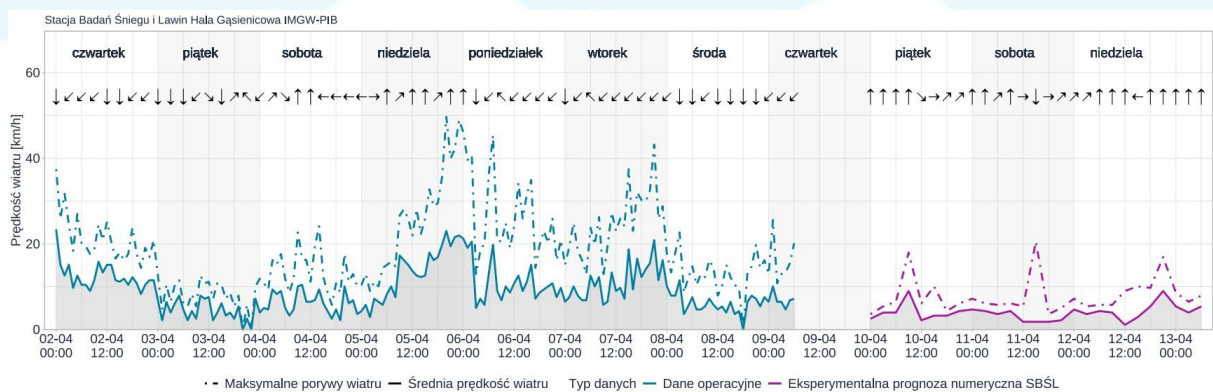 Stacja Badań Śniegu i Lawin Hala Gąsienicowa IMGW-PIB
czwartek piątek sobota niedziela poniedziałek wtorek środa czwartek piątek sobota niedziela
Prędkość wiatru [km/h]
60
40
20
0
02-04 02-04 03-04 03-04 04-04 04-04 05-04 05-04 06-04 06-04 07-04 07-04 08-04 08-04 09-04 09-04 10-04 10-04 11-04 11-04 12-04 12-04 13-04
00:00 12:00 00:00 12:00 00:00 12:00 00:00 12:00 00:00 12:00 00:00 12:00 00:00 12:00 00:00 12:00 00:00 12:00 00:00 12:00 00:00 12:00 00:00
Maksymalne porywy wiatru Średnia prędkość wiatru Typ danych Dane operacyjne Eksperymentalna prognoza numeryczna SBŚL